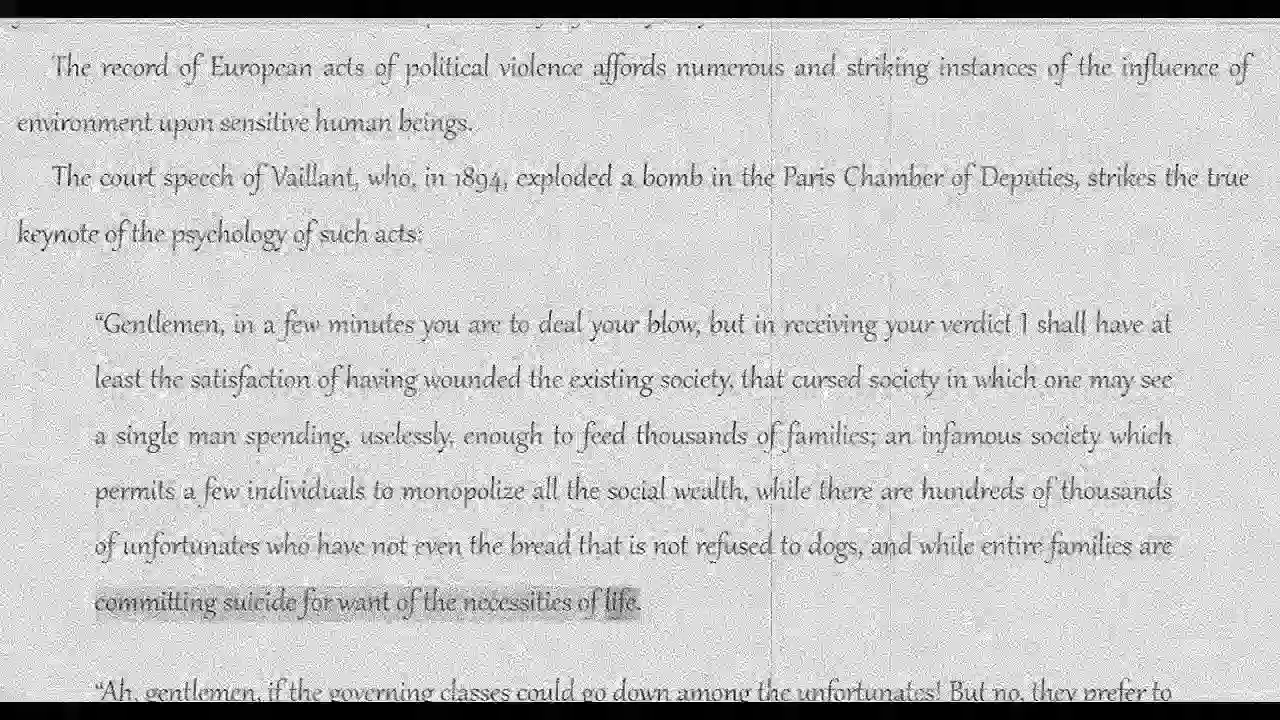 The record of European acts of political violence affords numerous and striking instances of the influence of
environment upon sensitive human beings.
The court speech of Vaillant, who, in 1894, exploded a bomb in the Paris Chamber of Deputies, strikes the true
keynote of the psychology of such acts:
“Gentlemen, in a few minutes you are to deal your blow, but in receiving your verdict I shall have at
least the satisfaction of having wounded the existing society, that cursed society in which one may see
a single man spending, uselessly, enough to feed thousands of families; an infamous society which
permits a few individuals to monopolize all the social wealth, while there are hundreds of thousands
of unfortunates who have not even the bread that is not refused to dogs, and while entire families are
committing suicide for want of the necessities of life.
“Ah, gentlemen, if the governing classes could go down among the unfortunates! But no, they prefer to